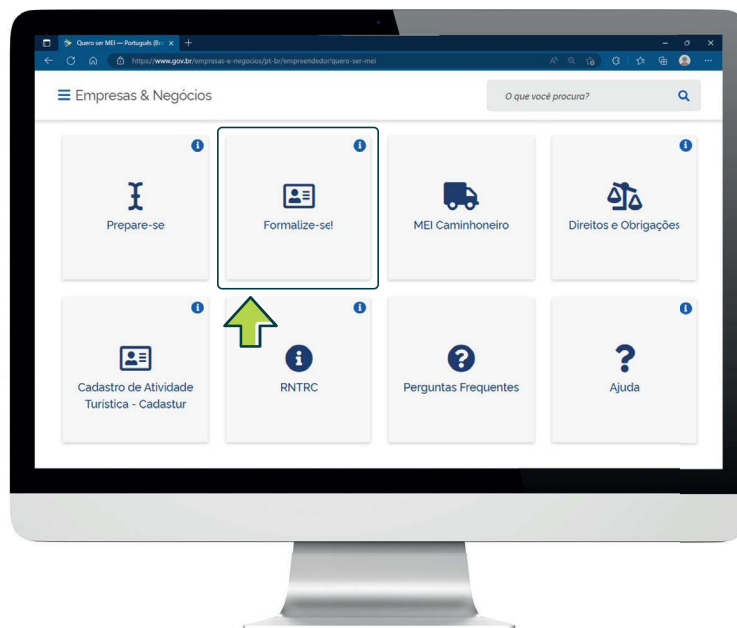 Quero ser MEI — Português (Br
https://www.gov.br/empresas-e-negocios/pt-br/empreendedor/quero-ser-mei
Empresas & Negócios
O que você procura?
Prepare-se
Formalize-se!
MEI Caminhoneiro
Direitos e Obrigações
Cadastro de Atividade
Turística - Cadastur
RNTRC
Perguntas Frequentes
Ajuda